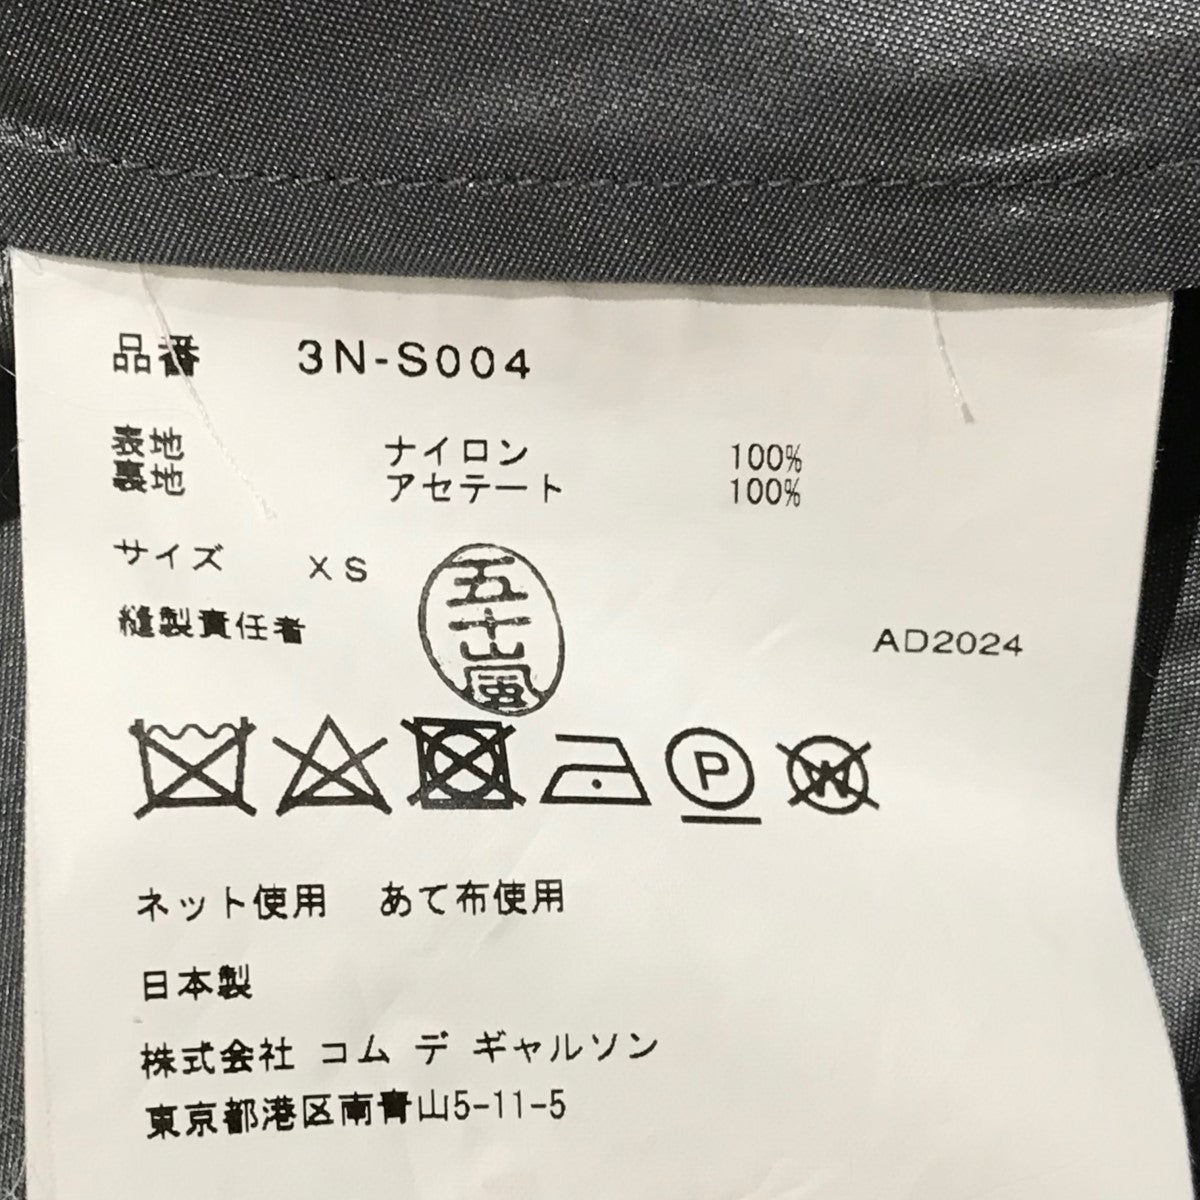 品番 3N-S004
表地 ナイロン 100%
裏地 アセテート 100%
サイズ XS
縫製責任者 五十嵐
AD2024
P
W
ネット使用 あて布使用
日本製
株式会社 コム デ ギャルソン
東京都港区南青山5-11-5